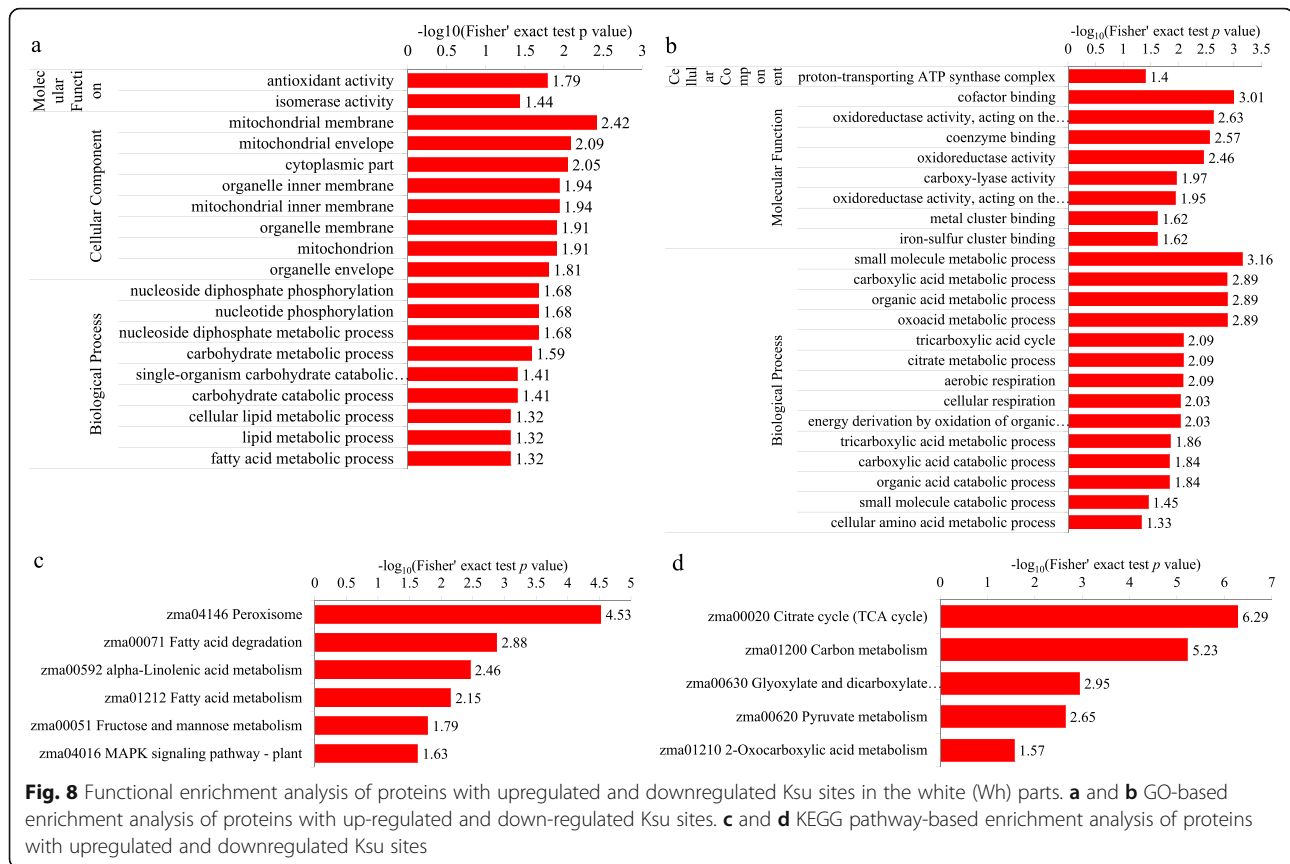 a
-log10(Fisher' exact test p value)
0 0.5 1 1.5 2 2.5 3
Molec
ular
Functi
on
antioxidant activity 1.79
isomerase activity 1.44
Cellular Component
mitochondrial membrane 2.42
mitochondrial envelope 2.09
cytoplasmic part 2.05
organelle inner membrane 1.94
mitochondrial inner membrane 1.94
organelle membrane 1.91
mitochondrion 1.91
organelle envelope 1.81
Biological Process
nucleoside diphosphate phosphorylation 1.68
nucleotide phosphorylation 1.68
nucleoside diphosphate metabolic process 1.68
carbohydrate metabolic process 1.59
single-organism carbohydrate catabolic… 1.41
carbohydrate catabolic process 1.41
cellular lipid metabolic process 1.32
lipid metabolic process 1.32
fatty acid metabolic process 1.32
b
-log10(Fisher' exact test p value)
0 0.5 1 1.5 2 2.5 3 3.5
Ce
llul
ar
Co
mp
on
ent
proton-transporting ATP synthase complex 1.4
Molecular Function
cofactor binding 3.01
oxidoreductase activity, acting on the… 2.63
coenzyme binding 2.57
oxidoreductase activity 2.46
carboxy-lyase activity 1.97
oxidoreductase activity, acting on the… 1.95
metal cluster binding 1.62
iron-sulfur cluster binding 1.62
Biological Process
small molecule metabolic process 3.16
carboxylic acid metabolic process 2.89
organic acid metabolic process 2.89
oxoacid metabolic process 2.89
tricarboxylic acid cycle 2.09
citrate metabolic process 2.09
aerobic respiration 2.09
cellular respiration 2.03
energy derivation by oxidation of organic… 2.03
tricarboxylic acid metabolic process 1.86
carboxylic acid catabolic process 1.84
organic acid catabolic process 1.84
small molecule catabolic process 1.45
cellular amino acid metabolic process 1.33
c
-log10(Fisher' exact test p value)
0 0.5 1 1.5 2 2.5 3 3.5 4 4.5 5
zma04146 Peroxisome 4.53
zma00071 Fatty acid degradation 2.88
zma00592 alpha-Linolenic acid metabolism 2.46
zma01212 Fatty acid metabolism 2.15
zma00051 Fructose and mannose metabolism 1.79
zma04016 MAPK signaling pathway - plant 1.63
d
-log10(Fisher' exact test p value)
0 1 2 3 4 5 6 7
zma00020 Citrate cycle (TCA cycle) 6.29
zma01200 Carbon metabolism 5.23
zma00630 Glyoxylate and dicarboxylate… 2.95
zma00620 Pyruvate metabolism 2.65
zma01210 2-Oxocarboxylic acid metabolism 1.57
Fig. 8 Functional enrichment analysis of proteins with upregulated and downregulated Ksu sites in the white (Wh) parts. a and b GO-based
enrichment analysis of proteins with up-regulated and down-regulated Ksu sites. c and d KEGG pathway-based enrichment analysis of proteins
with upregulated and downregulated Ksu sites